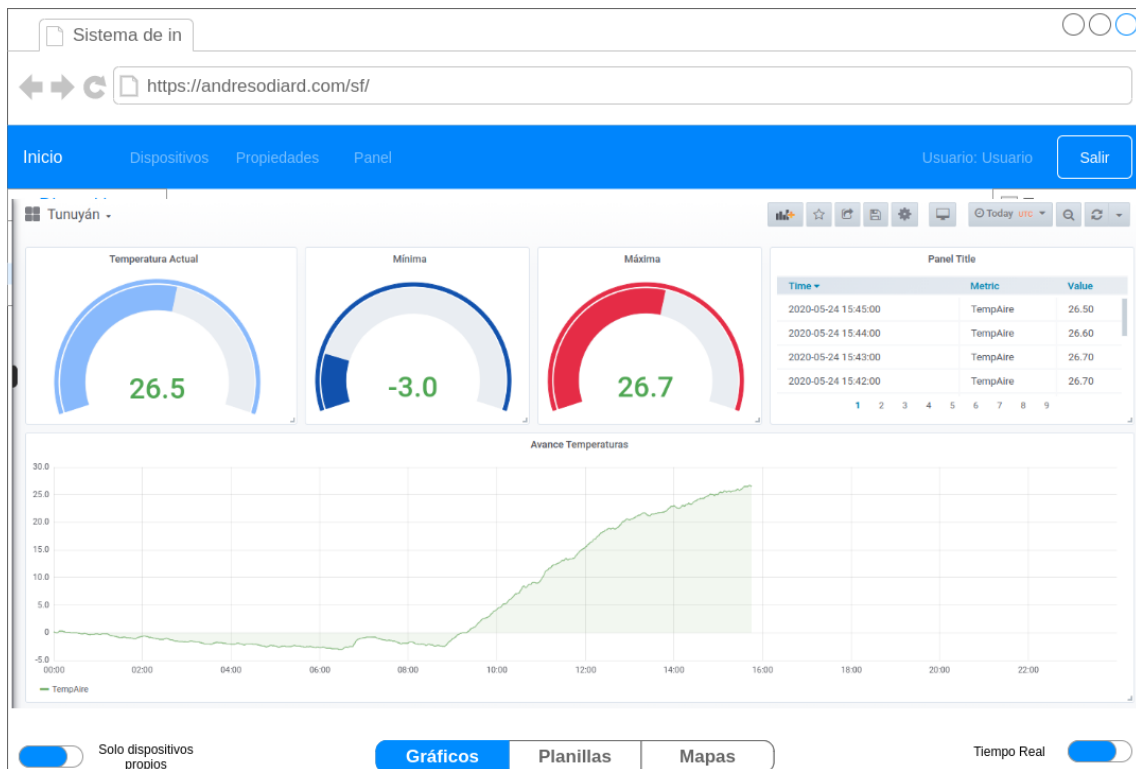 Sistema de in
https://andresodiard.com/sf/
Inicio Dispositivos Propiedades Panel Usuario: Usuario Salir
Tunuyán
Today UTC
Temperatura Actual
26.5
Mínima
-3.0
Máxima
26.7
Panel Title
Time Metric Value
2020-05-24 15:45:00 TempAire 26.50
2020-05-24 15:44:00 TempAire 26.60
2020-05-24 15:43:00 TempAire 26.70
2020-05-24 15:42:00 TempAire 26.70
1 2 3 4 5 6 7 8 9
Avance Temperaturas
30.0
25.0
20.0
15.0
10.0
5.0
0
-5.0
00:00 02:00 04:00 06:00 08:00 10:00 12:00 14:00 16:00 18:00 20:00 22:00
TempAire
Solo dispositivos
propios
Gráficos Planillas Mapas
Tiempo Real